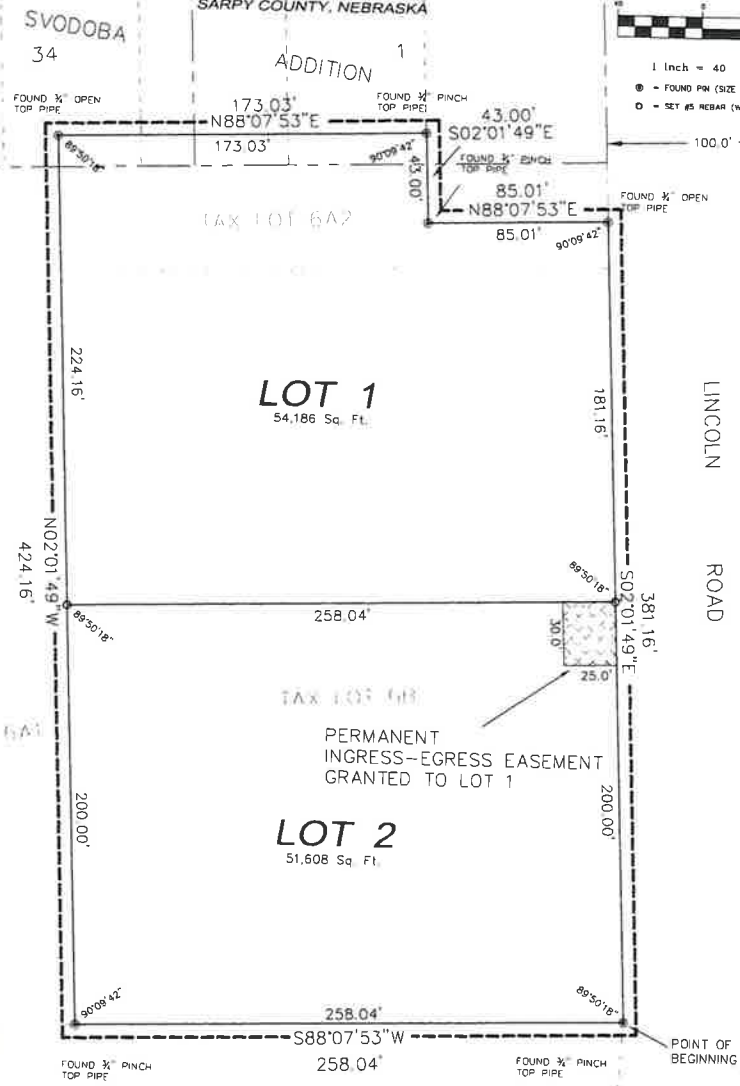 SARPY COUNTY, NEBRASKA
SVODOBA
34
ADDITION
1
1 Inch = 40
- FOUND PIN (SIZE
- SET #5 REBAR (W
100.0'
FOUND ¾" OPEN
TOP PIPE
173.03'
N88°07'53"E
173.03'
FOUND ¾" PINCH
TOP PIPE
43.00'
S02°01'49"E
FOUND ¾" PINCH
TOP PIPE
85.01'
N88°07'53"E
85.01'
FOUND ¾" OPEN
TOP PIPE
89°50'18"
90°09'42"
43.00'
90°09'42"
TAX LOT 6A2
224.16'
LOT 1
54,186 Sq. Ft.
181.16'
LINCOLN
ROAD
N02°01'49"W
424.16'
89°50'18"
258.04'
89°50'18"
S02°01'49"E
381.16'
30.0'
25.0'
TAX LOT 6B
6A1
PERMANENT
INGRESS-EGRESS EASEMENT
GRANTED TO LOT 1
200.00'
LOT 2
51,608 Sq. Ft.
200.00'
90°09'42"
89°50'18"
258.04'
S88°07'53"W
258.04'
FOUND ¾" PINCH
TOP PIPE
FOUND ¾" PINCH
TOP PIPE
POINT OF
BEGINNING